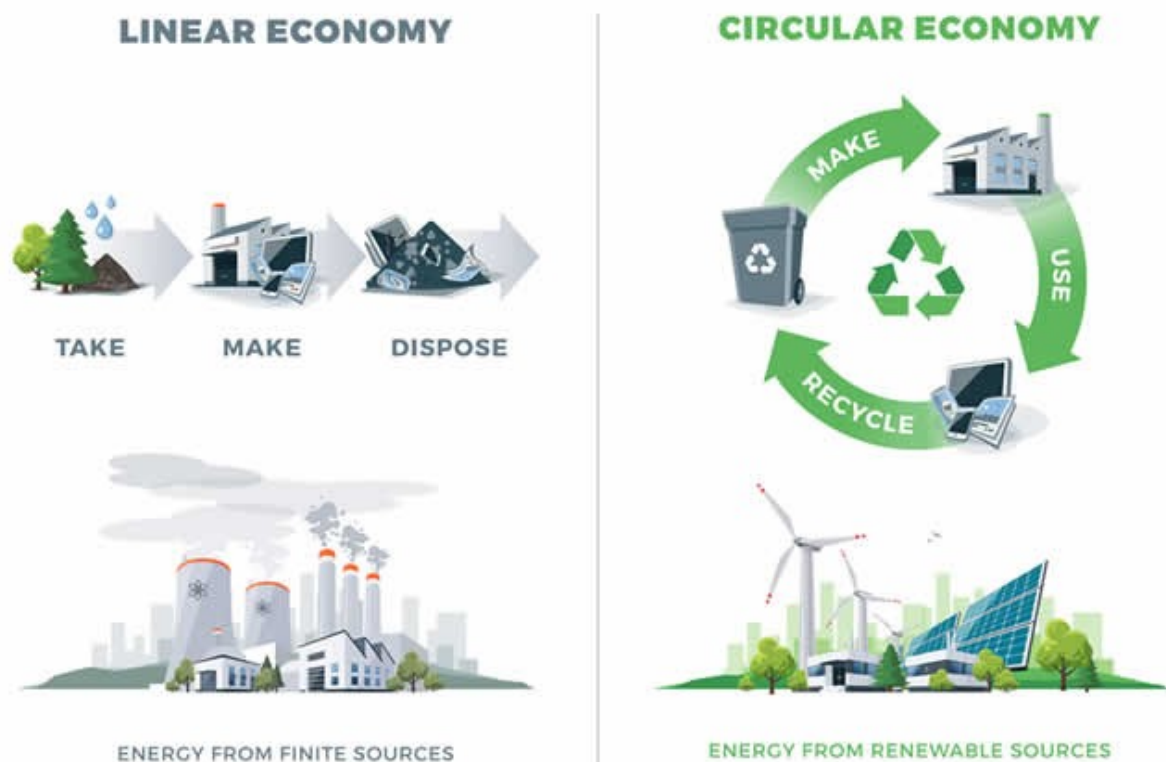 LINEAR ECONOMY
TAKE
MAKE
DISPOSE
ENERGY FROM FINITE SOURCES
CIRCULAR ECONOMY
MAKE
USE
RECYCLE
ENERGY FROM RENEWABLE SOURCES